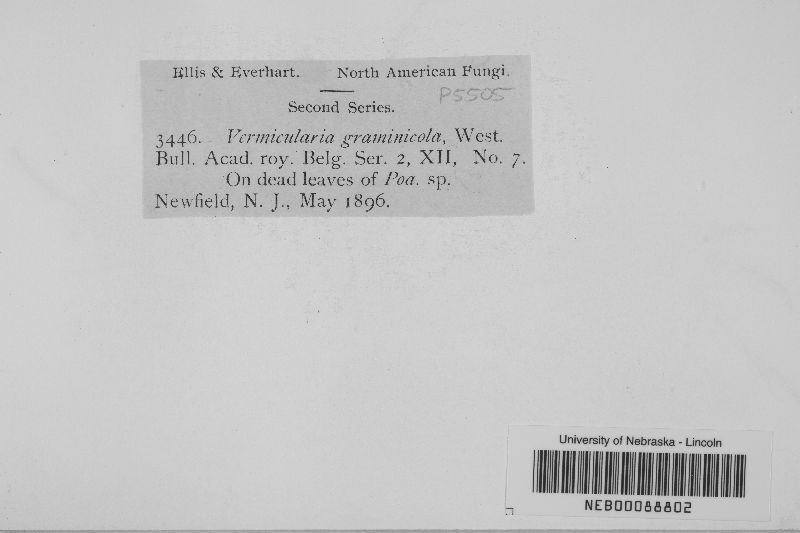 Ellis & Everhart. North American Fungi.
P5505
Second Series.
3446. Vermicularia graminicola, West.
Bull. Acad. roy. Belg. Ser. 2, XII, No. 7.
On dead leaves of Poa. sp.
Newfield, N. J., May 1896.
University of Nebraska - Lincoln
NEB00088802